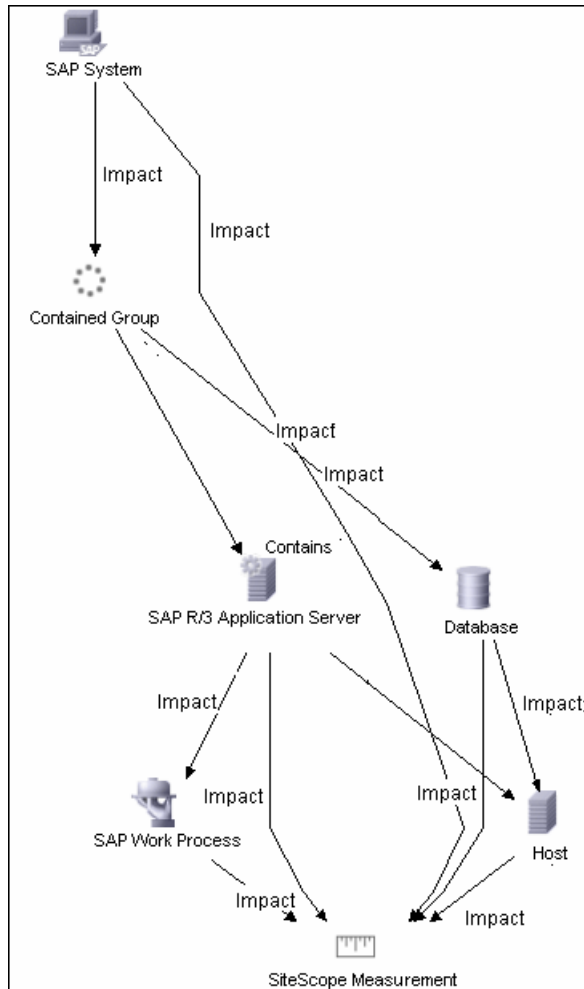 SAP
SAP System
Impact
Impact
Contained Group
Impact
Impact
Contains
SAP R/3 Application Server
Database
Impact
Impact
Impact
Impact
SAP Work Process
Host
Impact
Impact
SiteScope Measurement